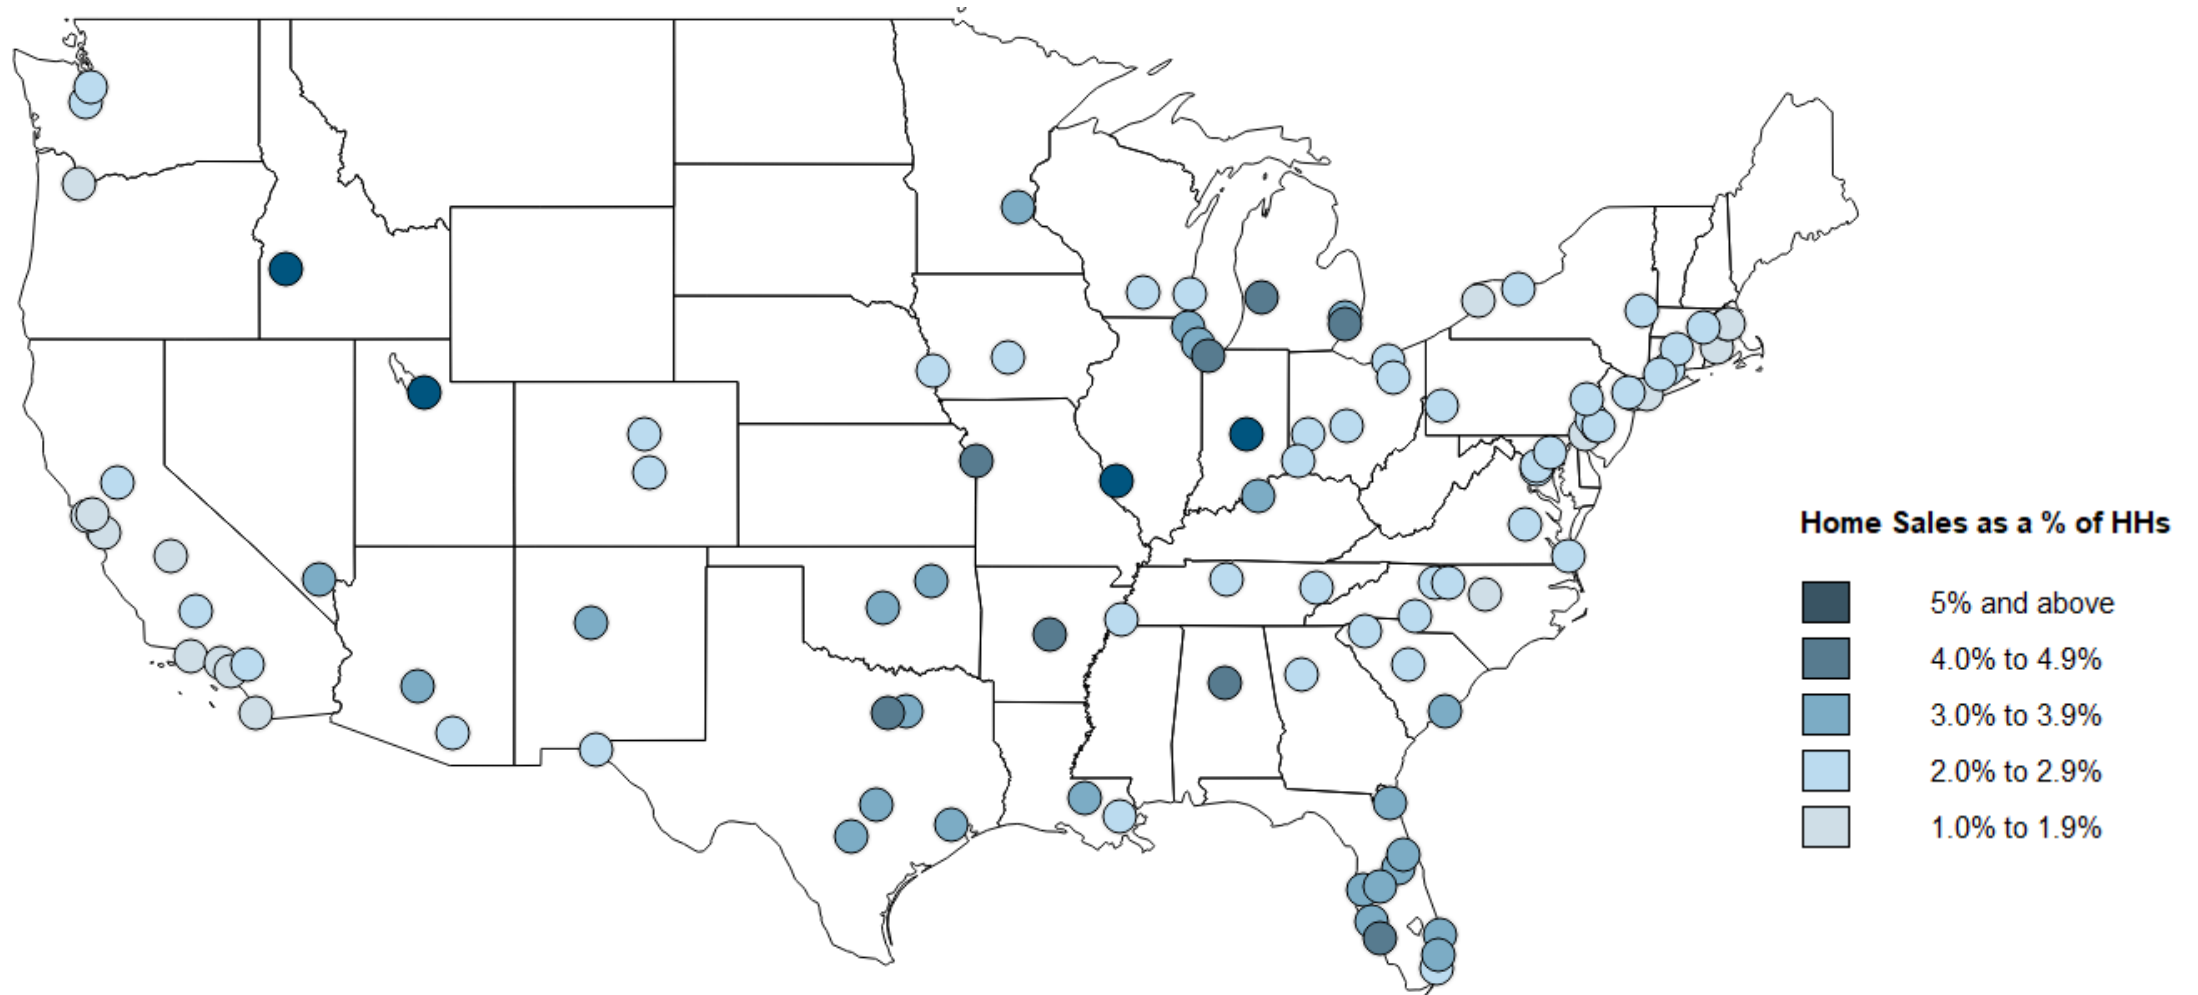 Home Sales as a % of HHs
5% and above
4.0% to 4.9%
3.0% to 3.9%
2.0% to 2.9%
1.0% to 1.9%